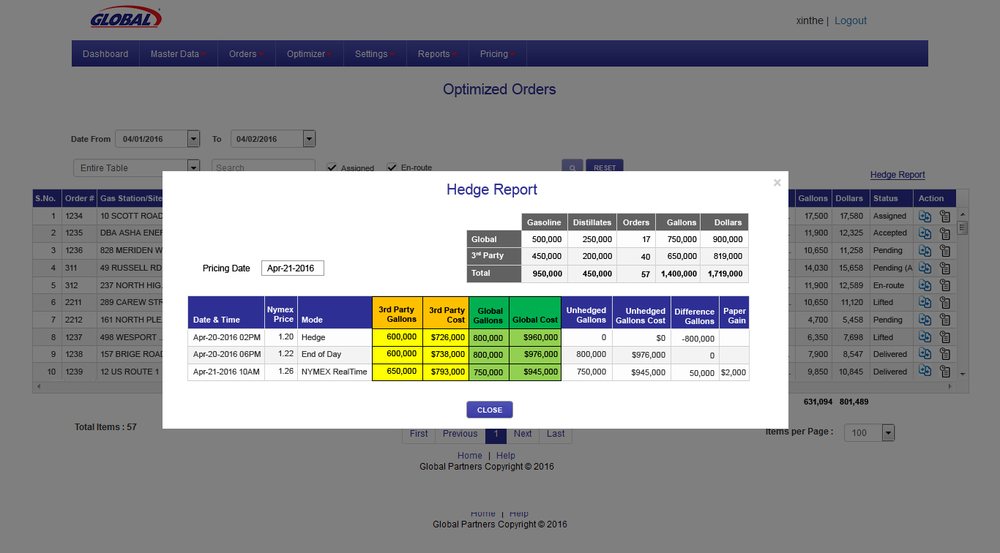 GLOBAL
xinthe | Logout
Dashboard Master Data Orders Optimizer Settings Reports Pricing
Optimized Orders
Date From 04/01/2016 To 04/02/2016
Entire Table Search Assigned En-route RESET
Hedge Report
S.No. Order # Gas Station/Site Gallons Dollars Status Action
1 1234 10 SCOTT ROAD 17,500 17,580 Assigned
2 1235 DBA ASHA ENER 11,900 12,325 Accepted
3 1236 828 MERIDEN W 10,650 11,258 Pending
4 311 49 RUSSELL RD 14,030 15,658 Pending (A
5 312 237 NORTH HIG. 11,900 12,589 En-route
6 2211 289 CAREW STR 10,650 11,120 Lifted
7 2212 161 NORTH PLE. 4,700 5,458 Pending
8 1237 498 WESPORT .. 6,350 7,698 Lifted
9 1238 157 BRIGE ROAD 7,900 8,547 Delivered
10 1239 12 US ROUTE 1 9,850 10,845 Delivered
631,094 801,489
Hedge Report
×
Gasoline Distillates Orders Gallons Dollars
Global 500,000 250,000 17 750,000 900,000
3rd Party 450,000 200,000 40 650,000 819,000
Total 950,000 450,000 57 1,400,000 1,719,000
Pricing Date Apr-21-2016
Date & Time Nymex Price Mode 3rd Party Gallons 3rd Party Cost Global Gallons Global Cost Unhedged Gallons Unhedged Gallons Cost Difference Gallons Paper Gain
Apr-20-2016 02PM 1.20 Hedge 600,000 $726,000 800,000 $960,000 0 $0 -800,000
Apr-20-2016 06PM 1.22 End of Day 600,000 $738,000 800,000 $976,000 800,000 $976,000 0
Apr-21-2016 10AM 1.26 NYMEX RealTime 650,000 $793,000 750,000 $945,000 750,000 $945,000 50,000 $2,000
CLOSE
Total Items : 57 First Previous 1 Next Last Items per Page : 100
Home | Help
Global Partners Copyright © 2016
Home | Help
Global Partners Copyright © 2016